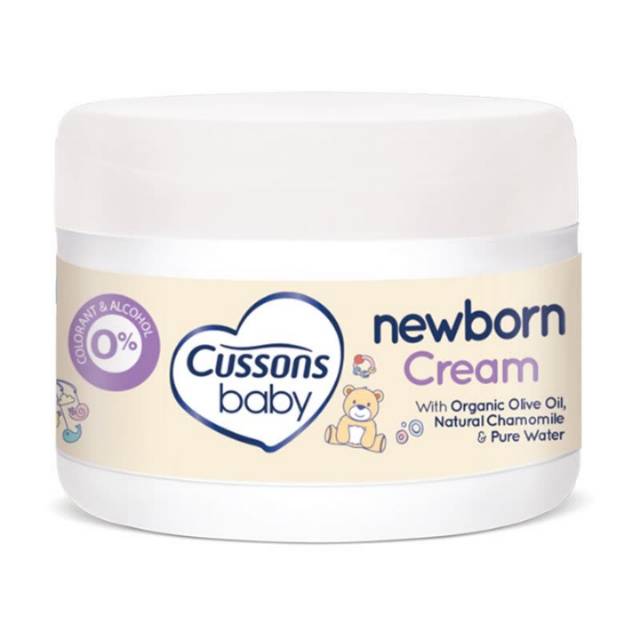 COLORANT & ALCOHOL
0%
Cussons
baby
newborn
Cream
With Organic Olive Oil,
Natural Chamomile
& Pure Water